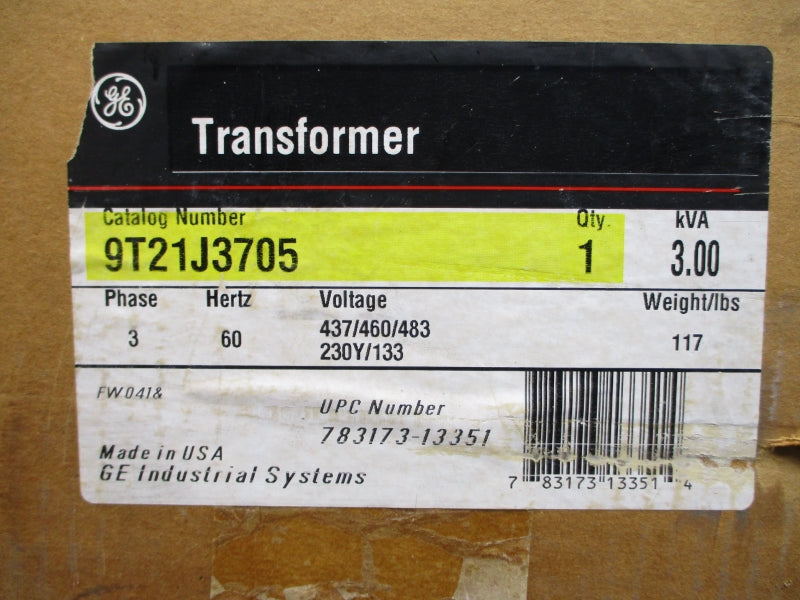 GE
Transformer
Catalog Number Qty. kVA
9T21J3705 1 3.00
Phase Hertz Voltage Weight/lbs
3 60 437/460/483 117
230Y/133
FW041&
UPC Number
783173-13351
Made in USA
GE Industrial Systems
7 83173 13351 4